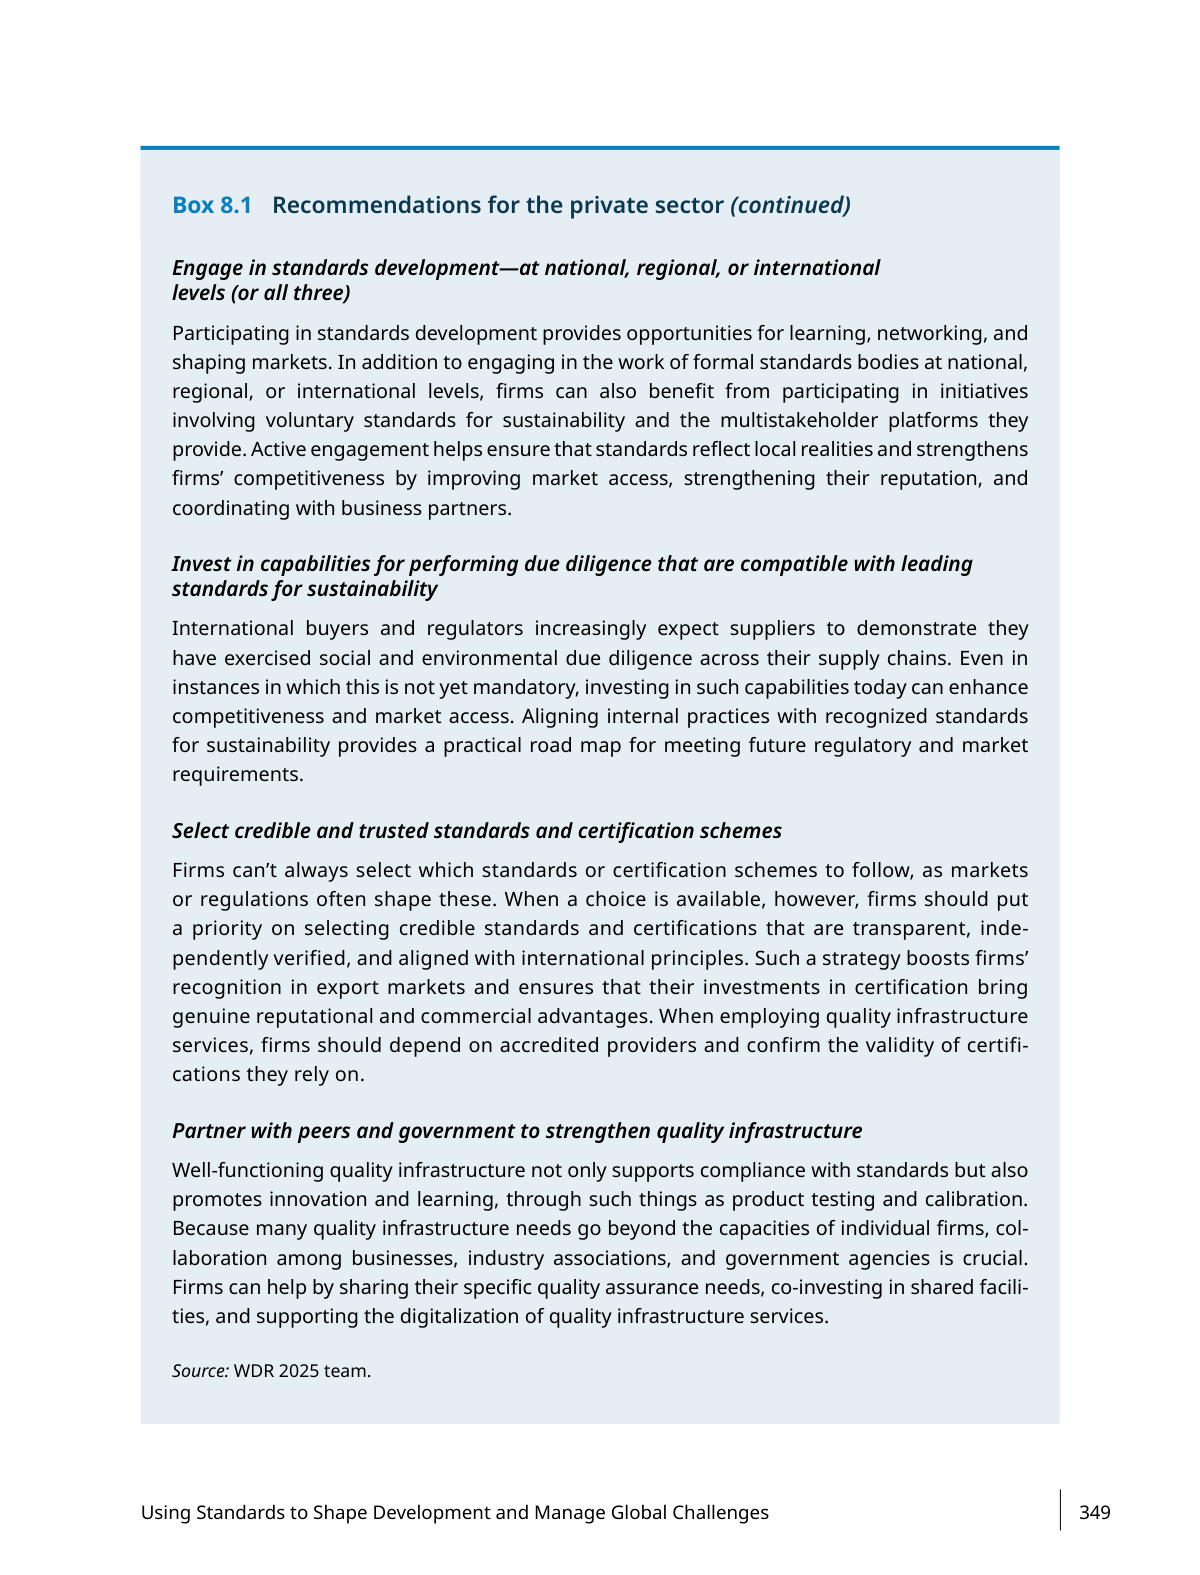 Box 8.1 Recommendations for the private sector (continued)
Engage in standards development—at national, regional, or international
levels (or all three)
Participating in standards development provides opportunities for learning, networking, and
shaping markets. In addition to engaging in the work of formal standards bodies at national,
regional, or international levels, firms can also benefit from participating in initiatives
involving voluntary standards for sustainability and the multistakeholder platforms they
provide. Active engagement helps ensure that standards reflect local realities and strengthens
firms’ competitiveness by improving market access, strengthening their reputation, and
coordinating with business partners.
Invest in capabilities for performing due diligence that are compatible with leading
standards for sustainability
International buyers and regulators increasingly expect suppliers to demonstrate they
have exercised social and environmental due diligence across their supply chains. Even in
instances in which this is not yet mandatory, investing in such capabilities today can enhance
competitiveness and market access. Aligning internal practices with recognized standards
for sustainability provides a practical road map for meeting future regulatory and market
requirements.
Select credible and trusted standards and certification schemes
Firms can’t always select which standards or certification schemes to follow, as markets
or regulations often shape these. When a choice is available, however, firms should put
a priority on selecting credible standards and certifications that are transparent, inde-
pendently verified, and aligned with international principles. Such a strategy boosts firms’
recognition in export markets and ensures that their investments in certification bring
genuine reputational and commercial advantages. When employing quality infrastructure
services, firms should depend on accredited providers and confirm the validity of certifi-
cations they rely on.
Partner with peers and government to strengthen quality infrastructure
Well-functioning quality infrastructure not only supports compliance with standards but also
promotes innovation and learning, through such things as product testing and calibration.
Because many quality infrastructure needs go beyond the capacities of individual firms, col-
laboration among businesses, industry associations, and government agencies is crucial.
Firms can help by sharing their specific quality assurance needs, co-investing in shared facili-
ties, and supporting the digitalization of quality infrastructure services.
Source: WDR 2025 team.
Using Standards to Shape Development and Manage Global Challenges 349